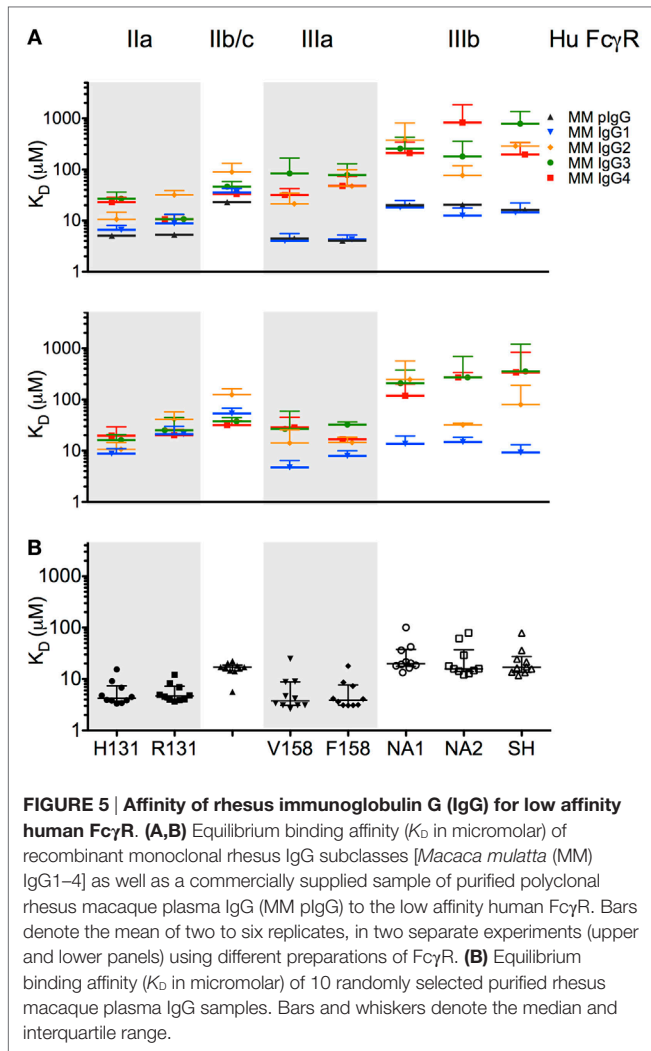 A IIa IIb/c IIIa IIIb Hu FcγR
MM pIgG
MM IgG1
MM IgG2
MM IgG3
MM IgG4
K_D (μM)
1000
100
10
1
K_D (μM)
1000
100
10
1
B
K_D (μM)
1000
100
10
1
H131 R131 V158 F158 NA1 NA2 SH
FIGURE 5 | Affinity of rhesus immunoglobulin G (IgG) for low affinity
human FcγR. (A,B) Equilibrium binding affinity (K_D in micromolar) of
recombinant monoclonal rhesus IgG subclasses [Macaca mulatta (MM)
IgG1–4] as well as a commercially supplied sample of purified polyclonal
rhesus macaque plasma IgG (MM pIgG) to the low affinity human FcγR. Bars
denote the mean of two to six replicates, in two separate experiments (upper
and lower panels) using different preparations of FcγR. (B) Equilibrium
binding affinity (K_D in micromolar) of 10 randomly selected purified rhesus
macaque plasma IgG samples. Bars and whiskers denote the median and
interquartile range.